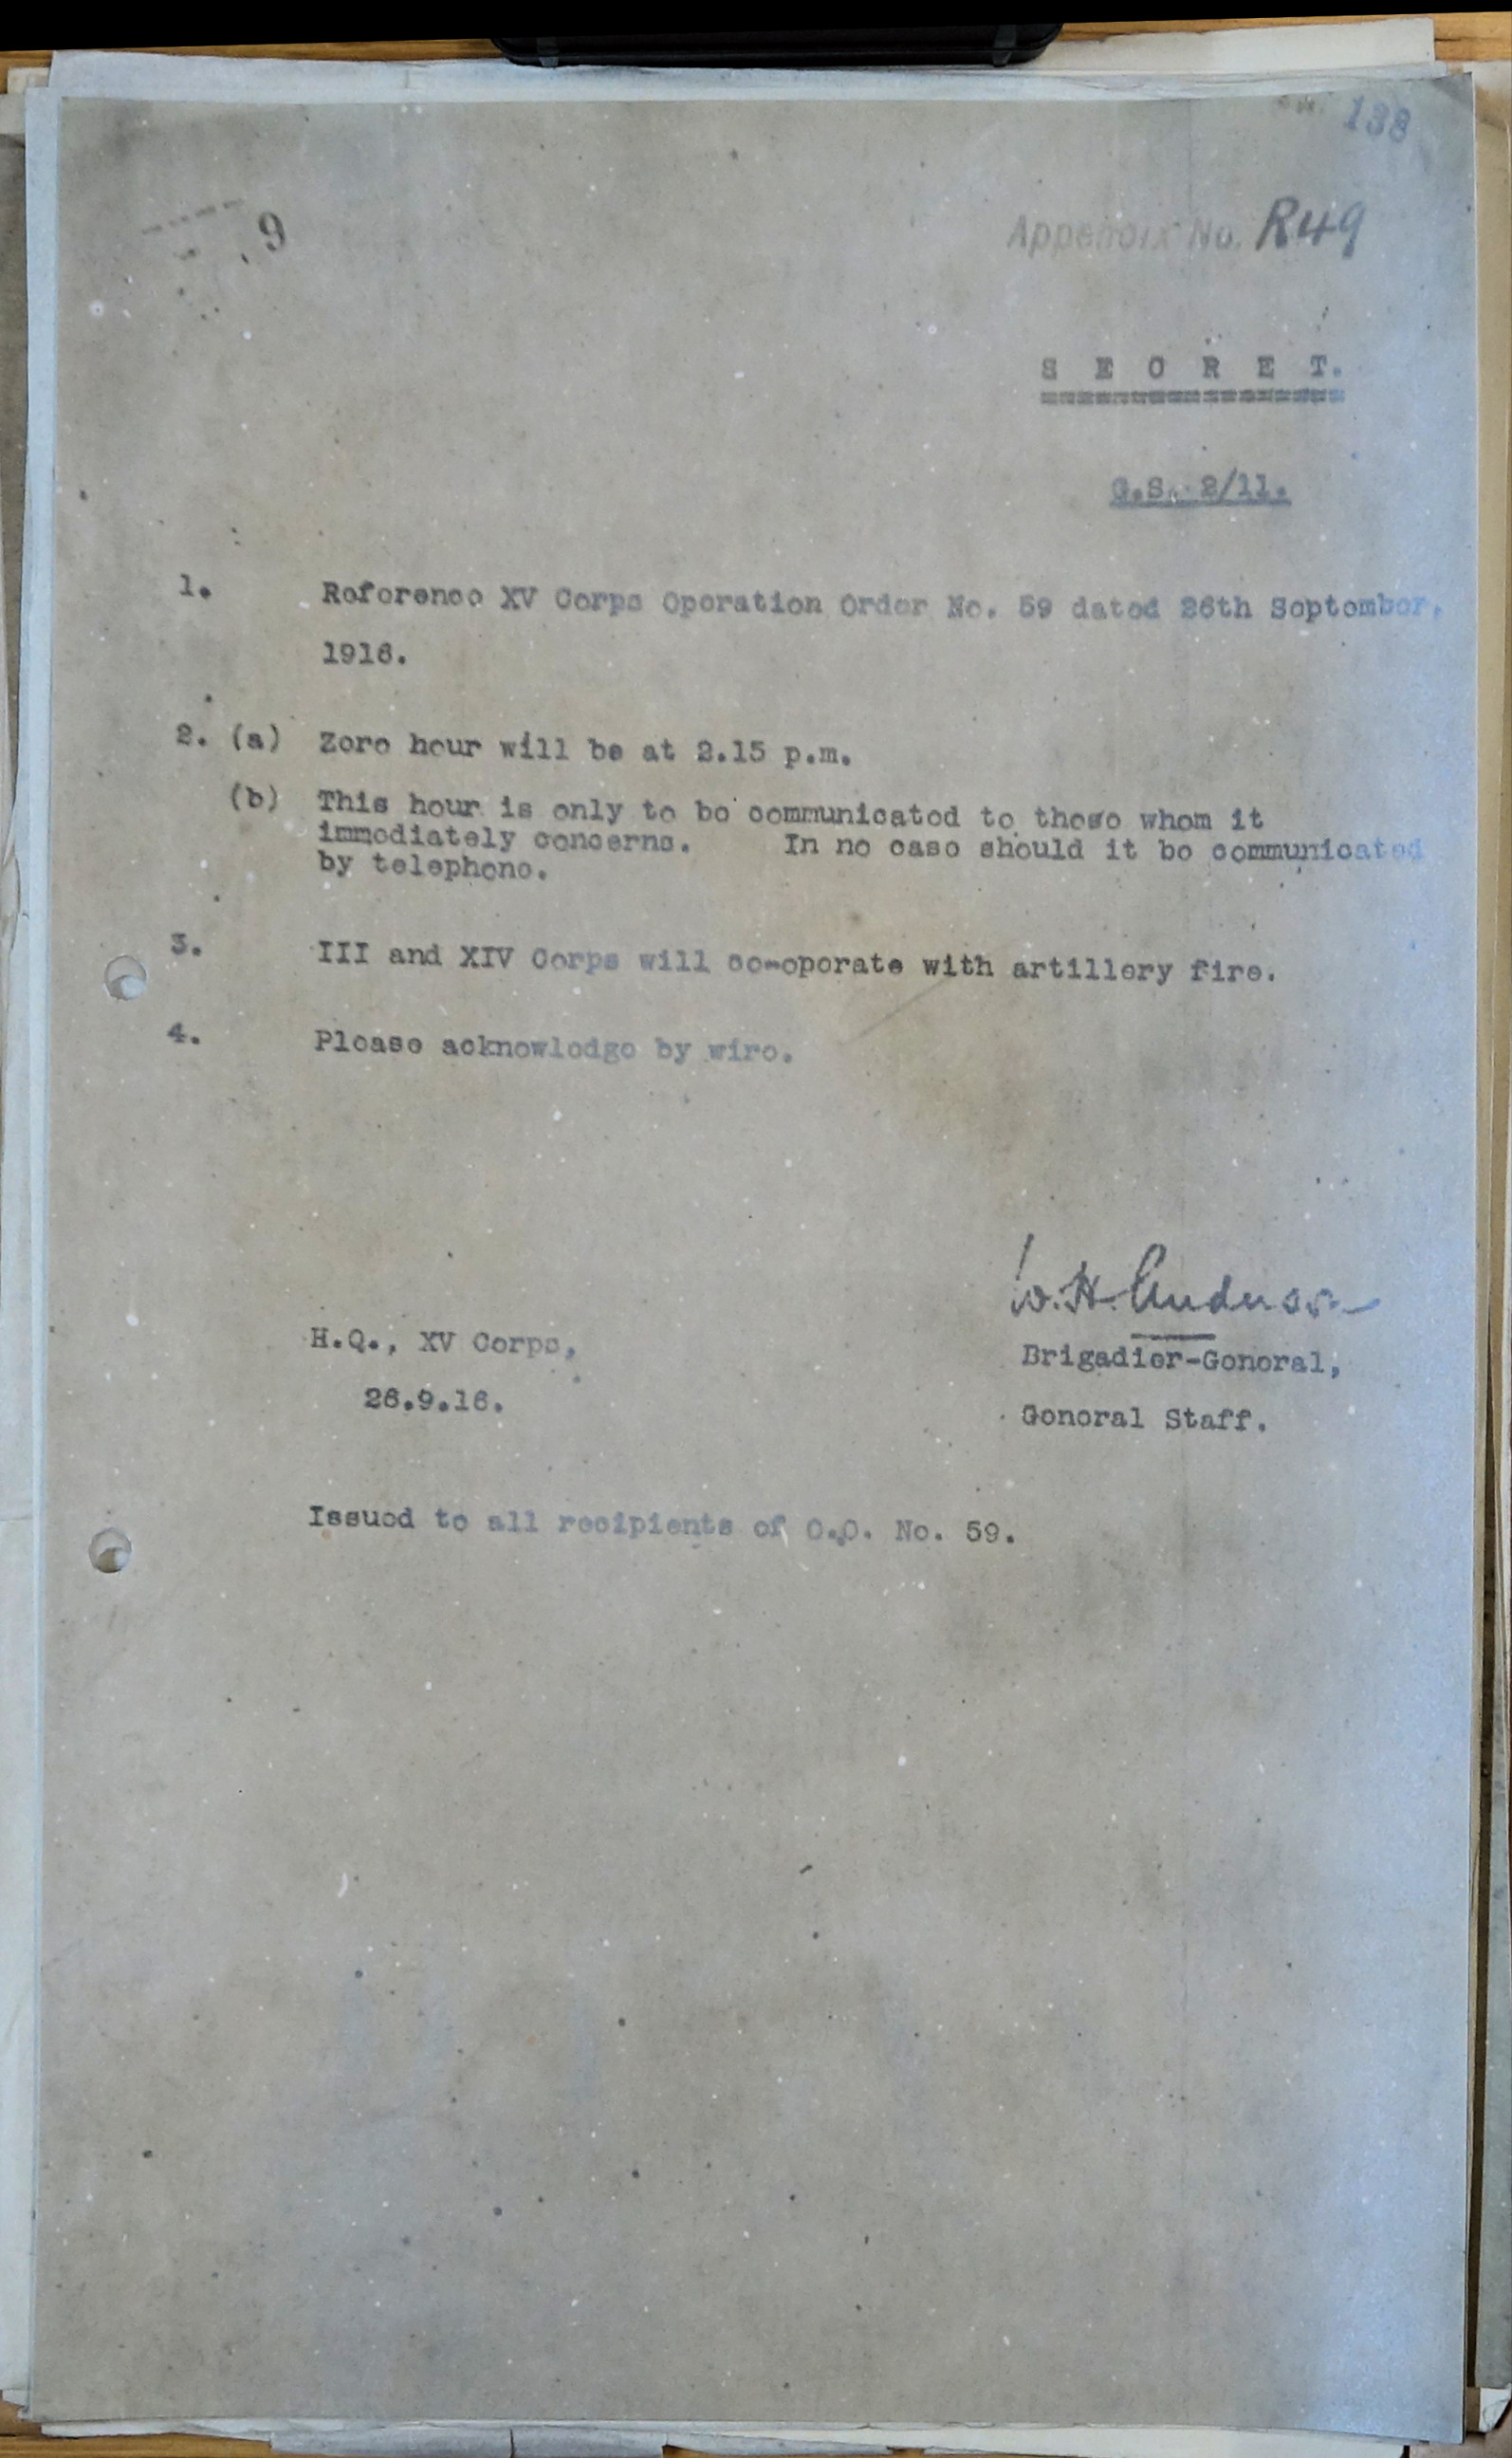 138
9
Appendix No. R49
S E C R E T.
G.S. 2/11.
1. Reference XV Corps Operation Order No. 59 dated 26th September,
1916.
2. (a) Zero hour will be at 2.15 p.m.
(b) This hour is only to be communicated to those whom it
immediately concerns. In no case should it be communicated
by telephone.
3. III and XIV Corps will co-operate with artillery fire.
4. Please acknowledge by wire.
W.H. Anderson
H.Q., XV Corps,
Brigadier-General,
26.9.16.
General Staff.
Issued to all recipients of O.O. No. 59.